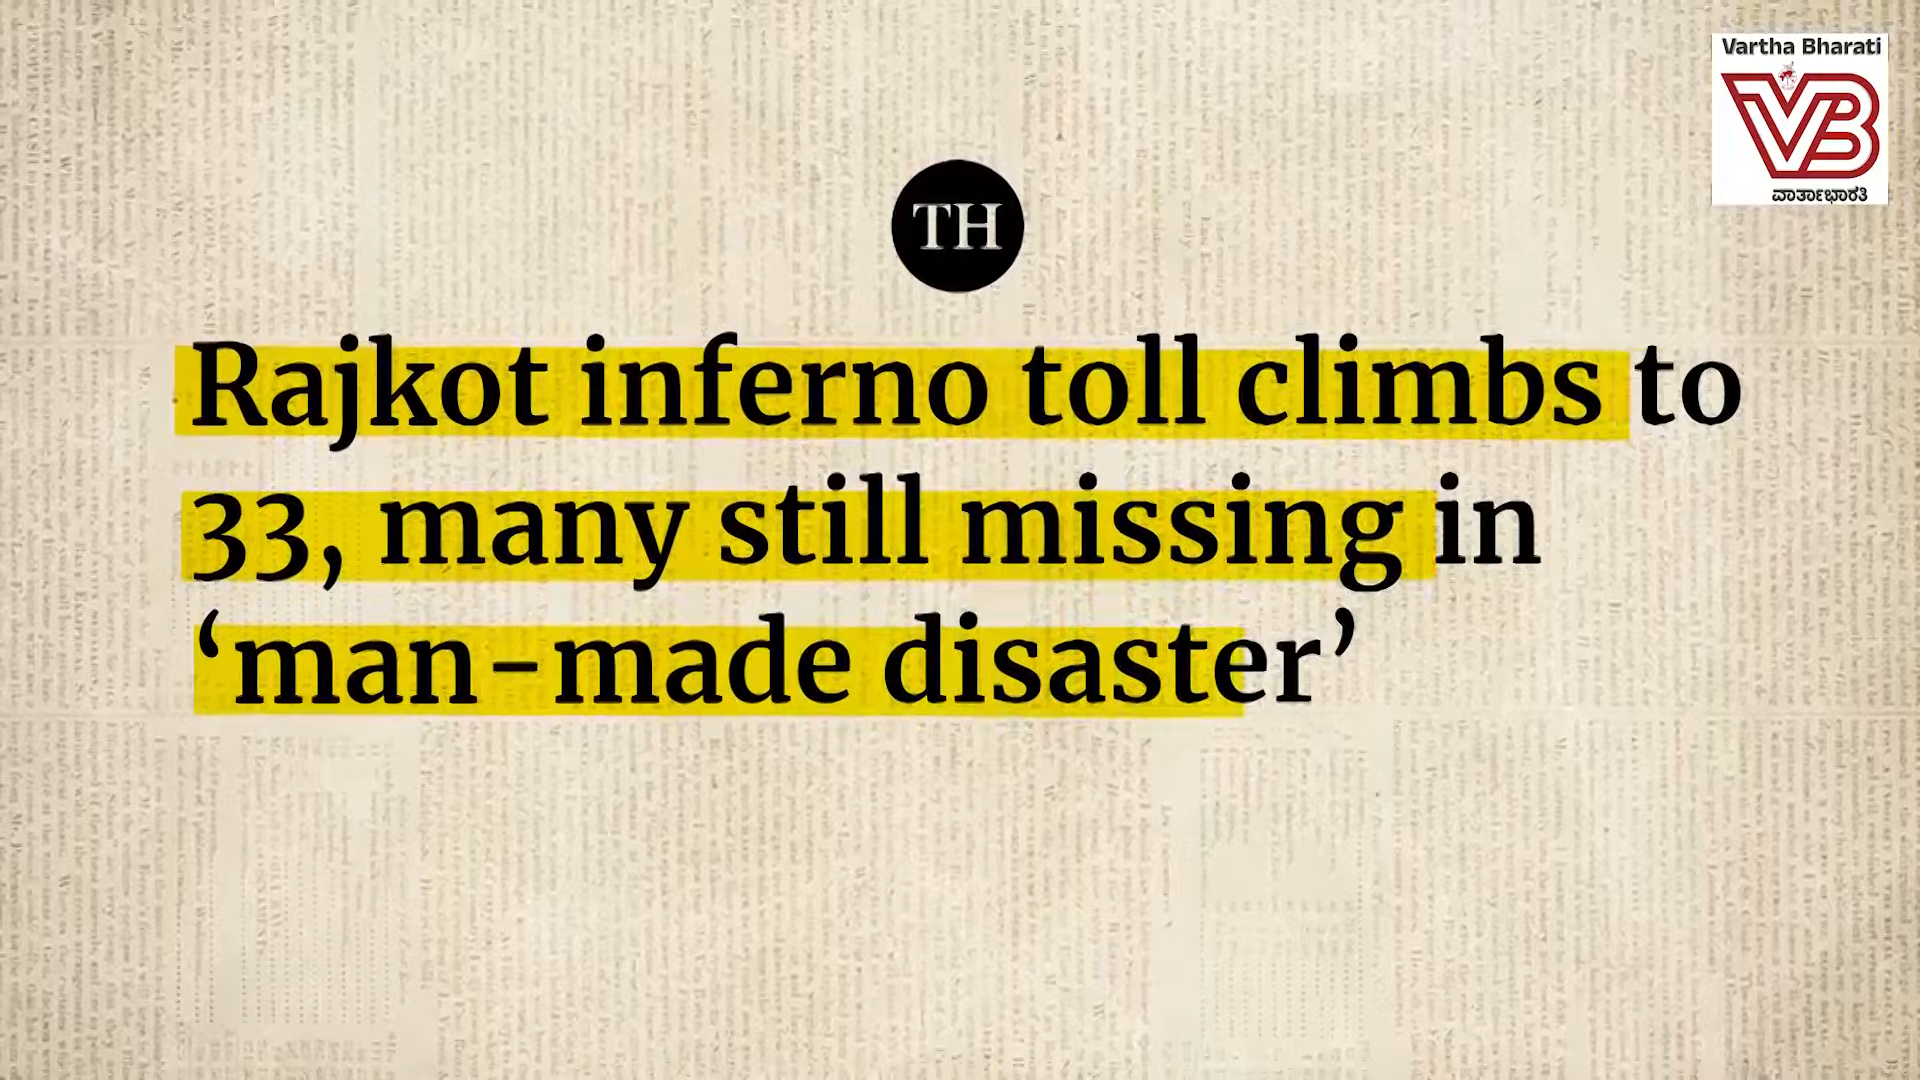 Vartha Bharati
VB
ವಾರ್ತಾಭಾರತಿ
TH
Rajkot inferno toll climbs to
33, many still missing in
‘man-made disaster’